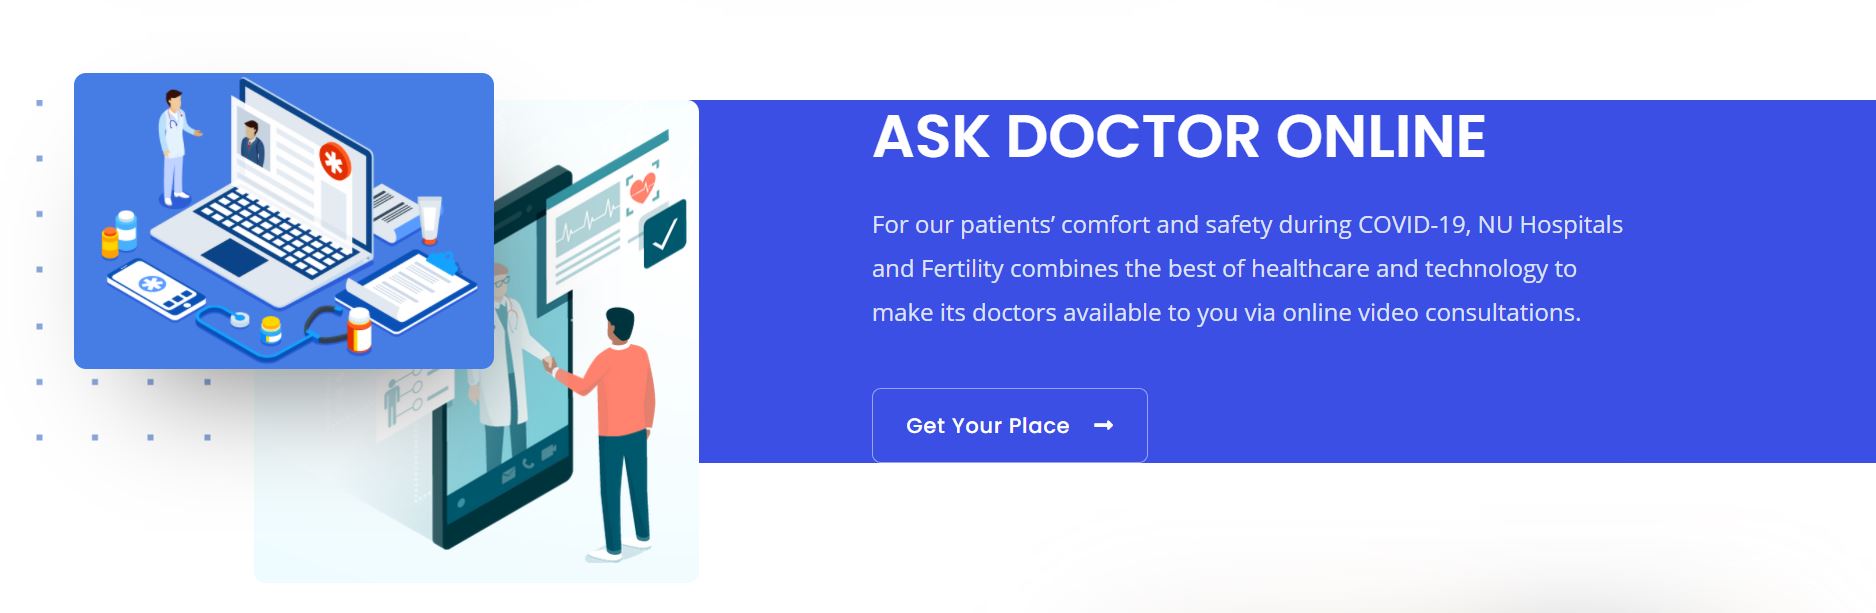 ASK DOCTOR ONLINE
For our patients’ comfort and safety during COVID-19, NU Hospitals
and Fertility combines the best of healthcare and technology to
make its doctors available to you via online video consultations.
Get Your Place